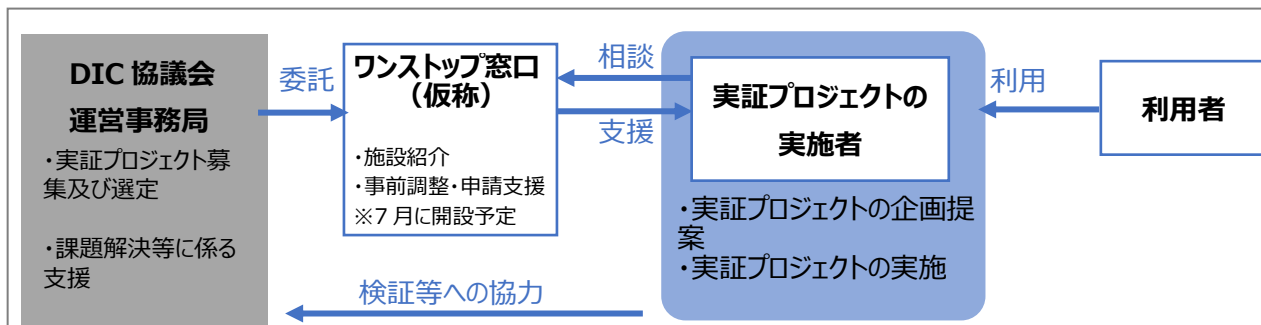 DIC 協議会
運営事務局
・実証プロジェクト募
集及び選定
・課題解決等に係る
支援
委託
ワンストップ窓口
（仮称）
・施設紹介
・事前調整・申請支援
※7 月に開設予定
相談
支援
実証プロジェクトの
実施者
・実証プロジェクトの企画提
案
・実証プロジェクトの実施
利用
利用者
検証等への協力